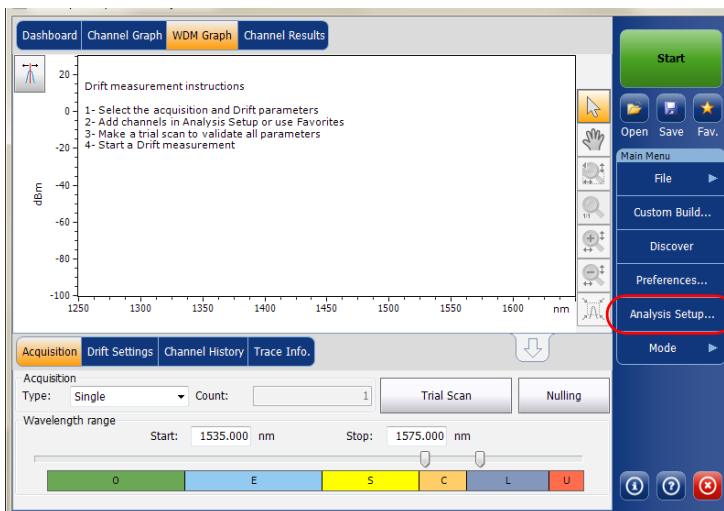 Dashboard Channel Graph WDM Graph Channel Results
Start
Drift measurement instructions
1- Select the acquisition and Drift parameters
2- Add channels in Analysis Setup or use Favorites
3- Make a trial scan to validate all parameters
4- Start a Drift measurement
20
0
-20
-40
-60
-80
-100
dBm
1250 1300 1350 1400 1450 1500 1550 1600 nm
1/1
Open Save Fav.
Main Menu
File
Custom Build...
Discover
Preferences...
Analysis Setup...
Mode
Acquisition Drift Settings Channel History Trace Info.
Acquisition
Type: Single Count: 1 Trial Scan Nulling
Wavelength range
Start: 1535.000 nm Stop: 1575.000 nm
O E S C L U